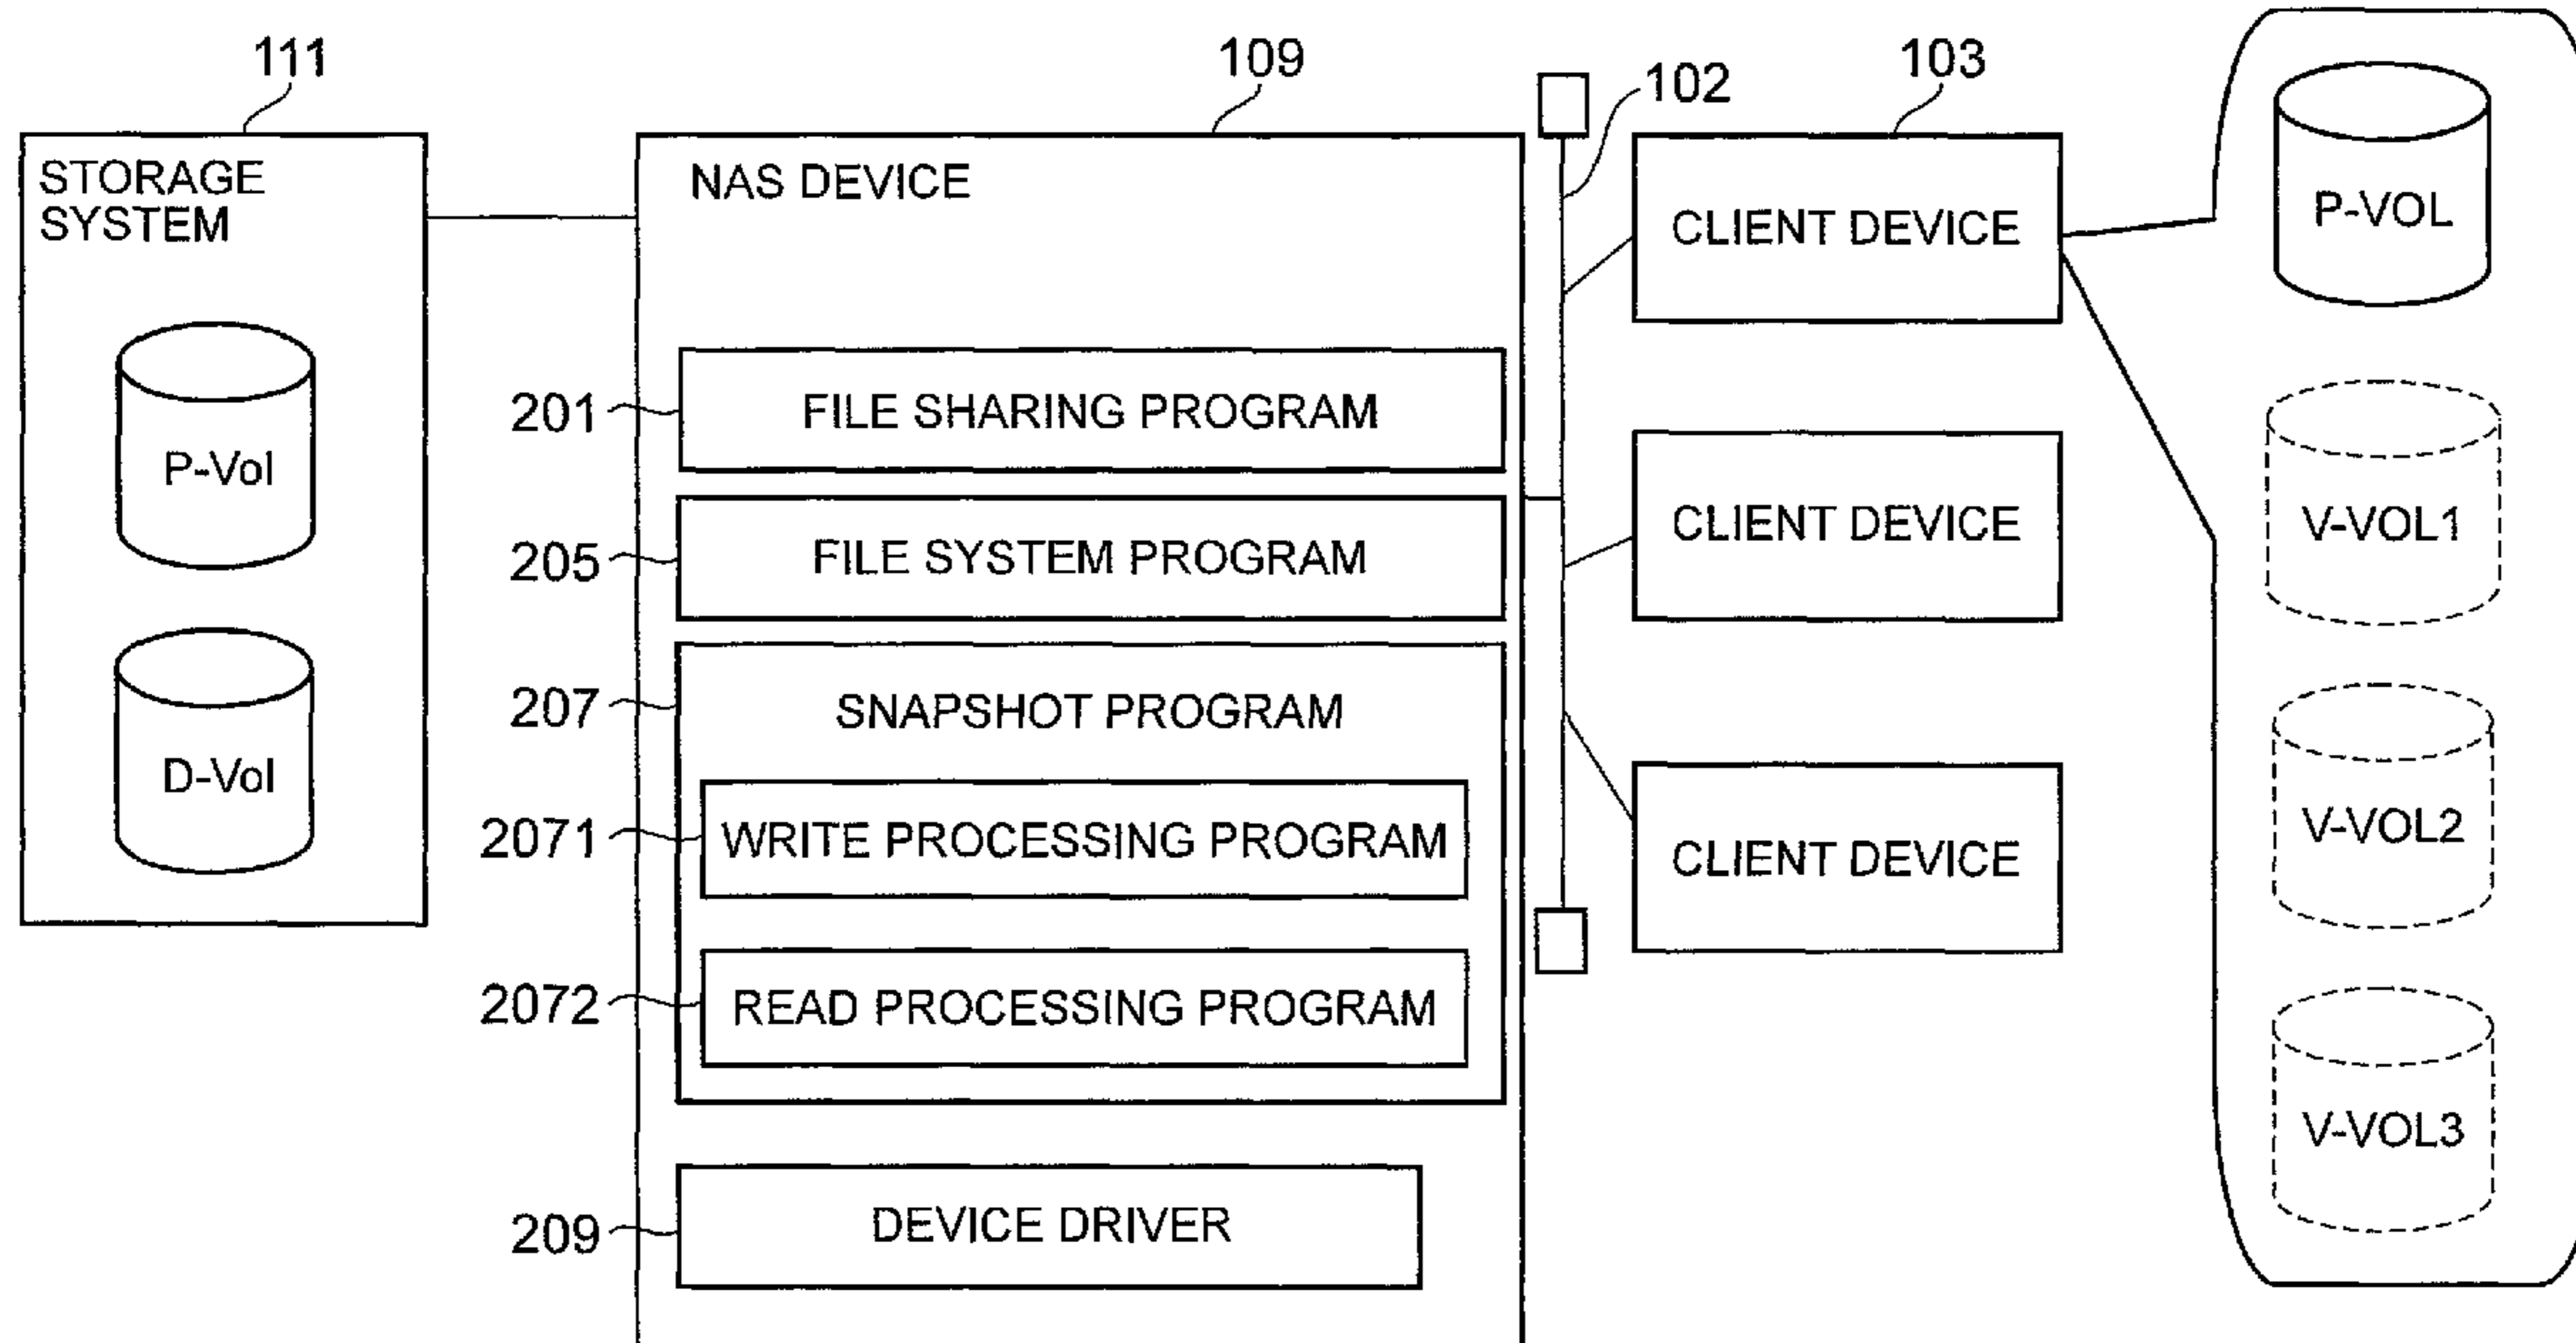 111
109
102
103
STORAGE
SYSTEM
P-Vol
D-Vol
NAS DEVICE
201
FILE SHARING PROGRAM
205
FILE SYSTEM PROGRAM
207
SNAPSHOT PROGRAM
2071
WRITE PROCESSING PROGRAM
2072
READ PROCESSING PROGRAM
209
DEVICE DRIVER
CLIENT DEVICE
CLIENT DEVICE
CLIENT DEVICE
P-VOL
V-VOL1
V-VOL2
V-VOL3